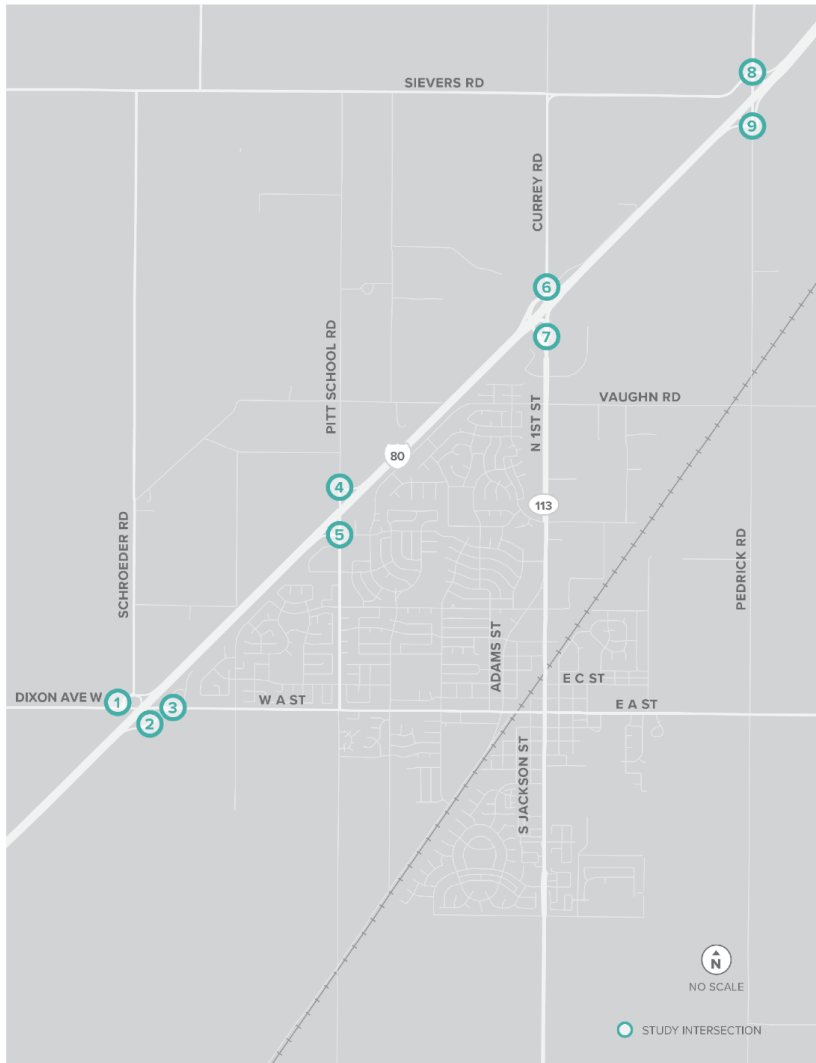 8
SIEVERS RD
9
CURREY RD
6
7
PITT SCHOOL RD
VAUGHN RD
N 1ST ST
80
4
113
5
SCHROEDER RD
PEDRICK RD
ADAMS ST
E C ST
DIXON AVE W
1
2
3
W A ST
E A ST
S JACKSON ST
N
NO SCALE
STUDY INTERSECTION